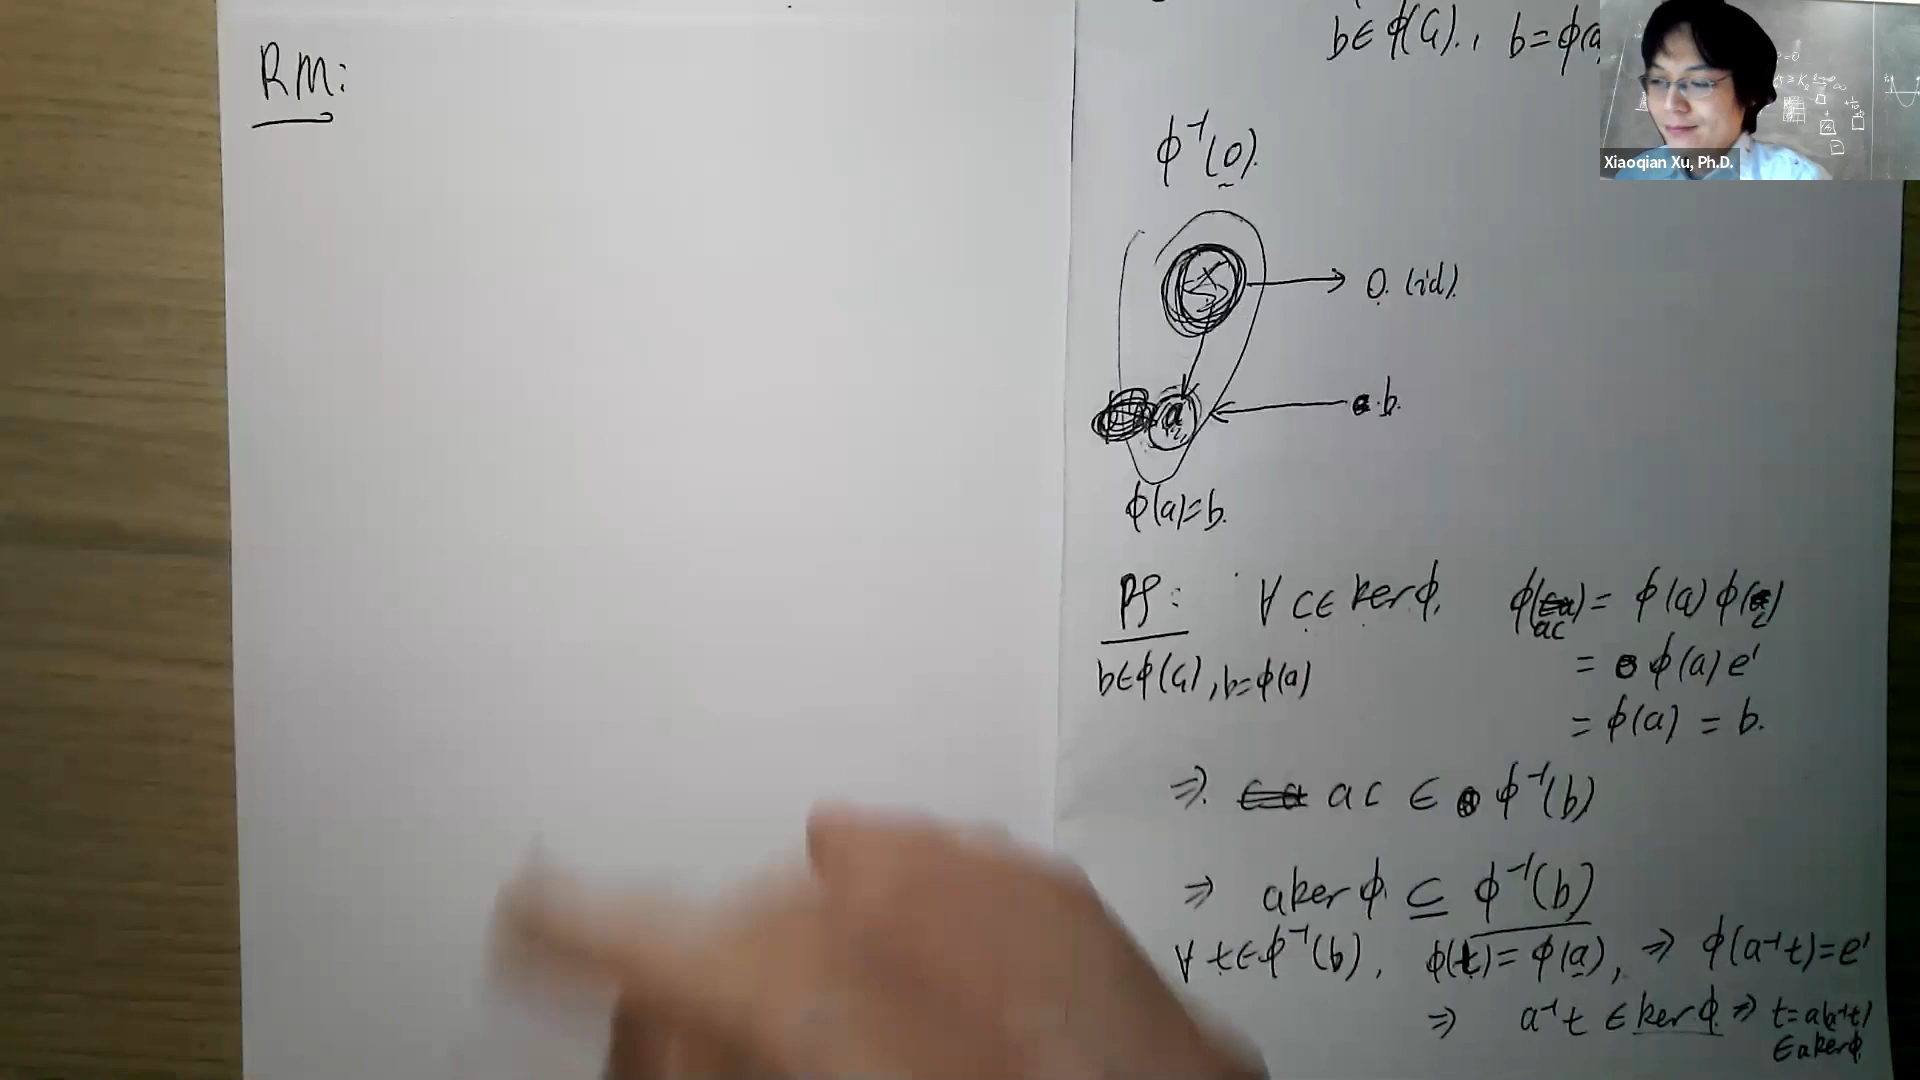 RM:
b∈ϕ(G)., b=ϕ(a
Xiaoqian Xu, Ph.D.
ϕ⁻¹(0).
0. (id).
a
b.
ϕ(a)=b.
Pf: ∀ c∈ kerϕ, ϕ(ac) = ϕ(a)ϕ(c)
b∈ϕ(G), b=ϕ(a)
= ϕ(a)e'
= ϕ(a) = b.
⇒. ac ∈ ϕ⁻¹(b)
⇒ akerϕ ⊆ ϕ⁻¹(b)
∀ t∈ϕ⁻¹(b), ϕ(t)=ϕ(a), ⇒ ϕ(a⁻¹t)=e'
⇒ a⁻¹t ∈ kerϕ ⇒ t=a(a⁻¹t)
∈akerϕ